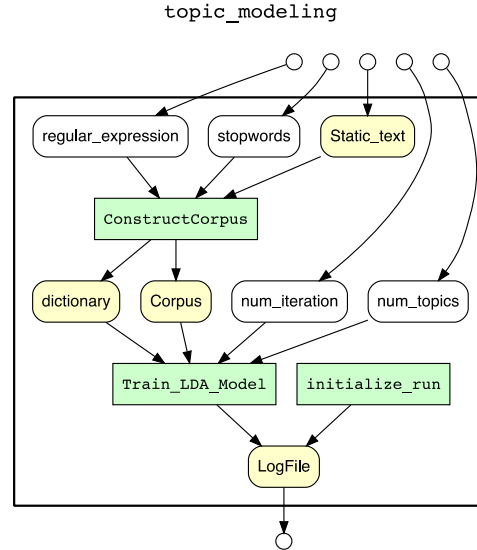 topic_modeling
regular_expression stopwords Static_text
ConstructCorpus
dictionary Corpus num_iteration num_topics
Train_LDA_Model initialize_run
LogFile